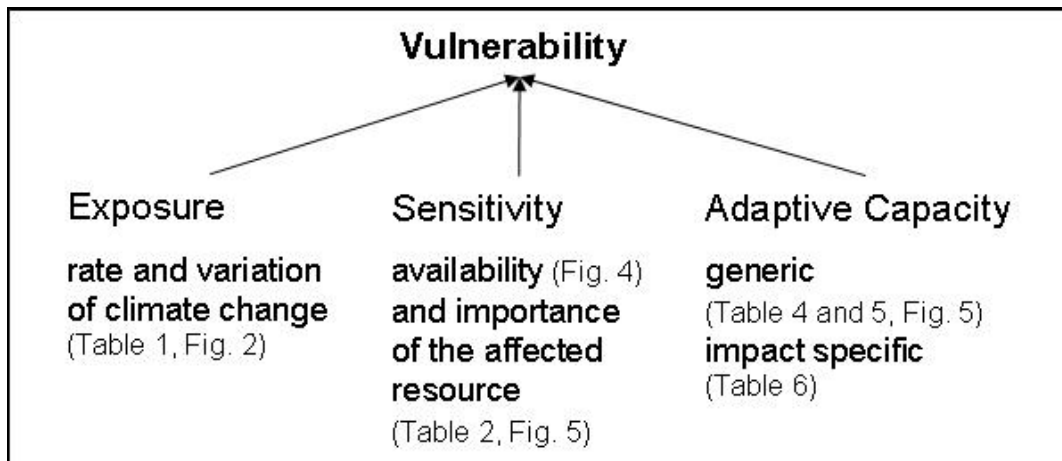 Vulnerability
Exposure
rate and variation
of climate change
(Table 1, Fig. 2)
Sensitivity
availability (Fig. 4)
and importance
of the affected
resource
(Table 2, Fig. 5)
Adaptive Capacity
generic
(Table 4 and 5, Fig. 5)
impact specific
(Table 6)